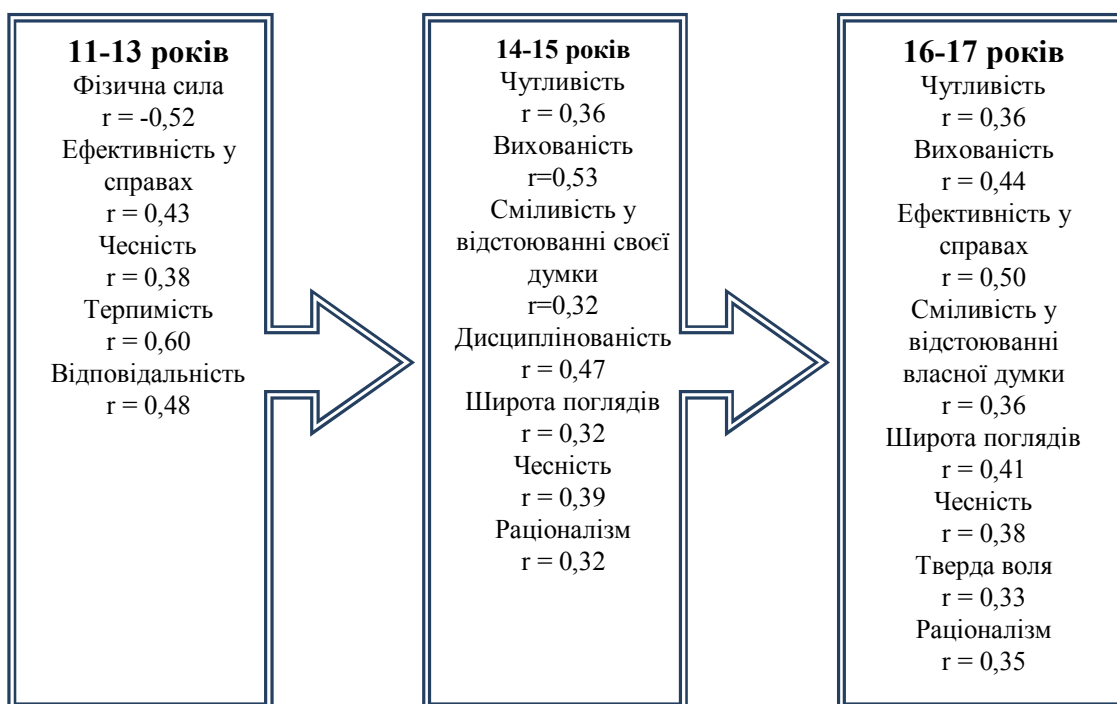 11-13 років
Фізична сила
r = -0,52
Ефективність у
справах
r = 0,43
Чесність
r = 0,38
Терпимість
r = 0,60
Відповідальність
r = 0,48
14-15 років
Чутливість
r = 0,36
Вихованість
r=0,53
Сміливість у
відстоюванні своєї
думки
r=0,32
Дисциплінованість
r = 0,47
Широта поглядів
r = 0,32
Чесність
r = 0,39
Раціоналізм
r = 0,32
16-17 років
Чутливість
r = 0,36
Вихованість
r = 0,44
Ефективність у
справах
r = 0,50
Сміливість у
відстоюванні
власної думки
r = 0,36
Широта поглядів
r = 0,41
Чесність
r = 0,38
Тверда воля
r = 0,33
Раціоналізм
r = 0,35